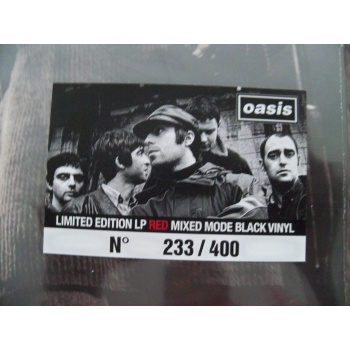 oasis
LIMITED EDITION LP RED MIXED MODE BLACK VINYL
N° 233 / 400